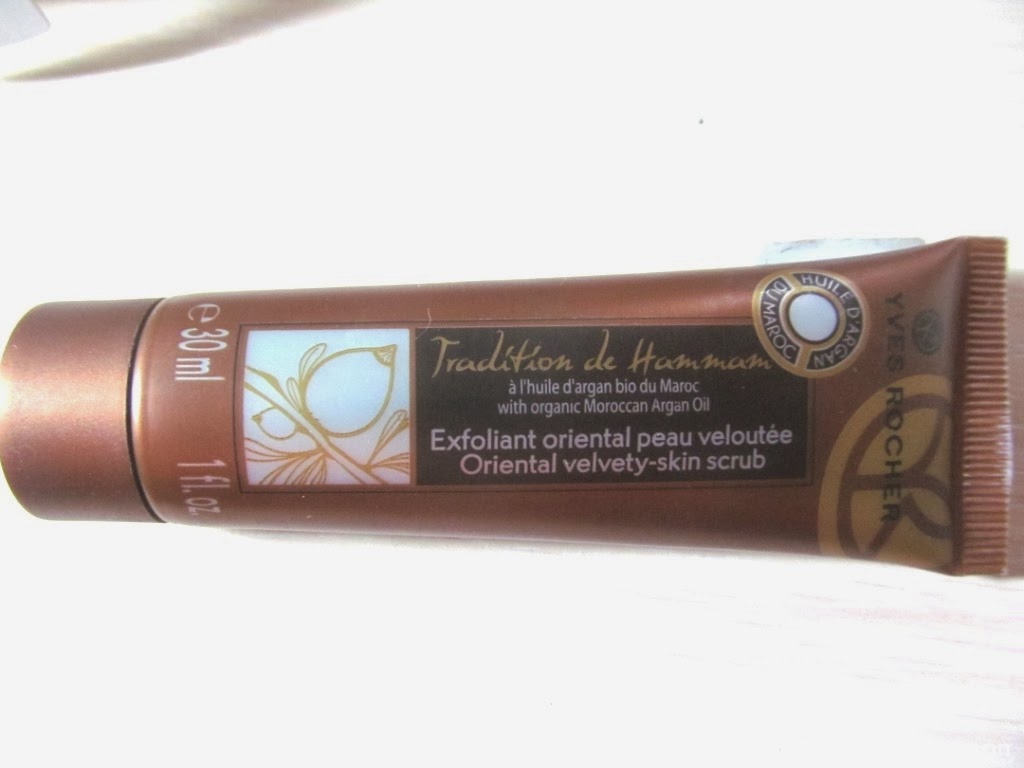 Tradition de Hammam
à l'huile d'argan bio du Maroc
with organic Moroccan Argan Oil
Exfoliant oriental peau veloutée
Oriental velvety-skin scrub
HUILE D'ARGAN
DU MAROC
YVES ROCHER
e 30 ml
1 fl. oz.